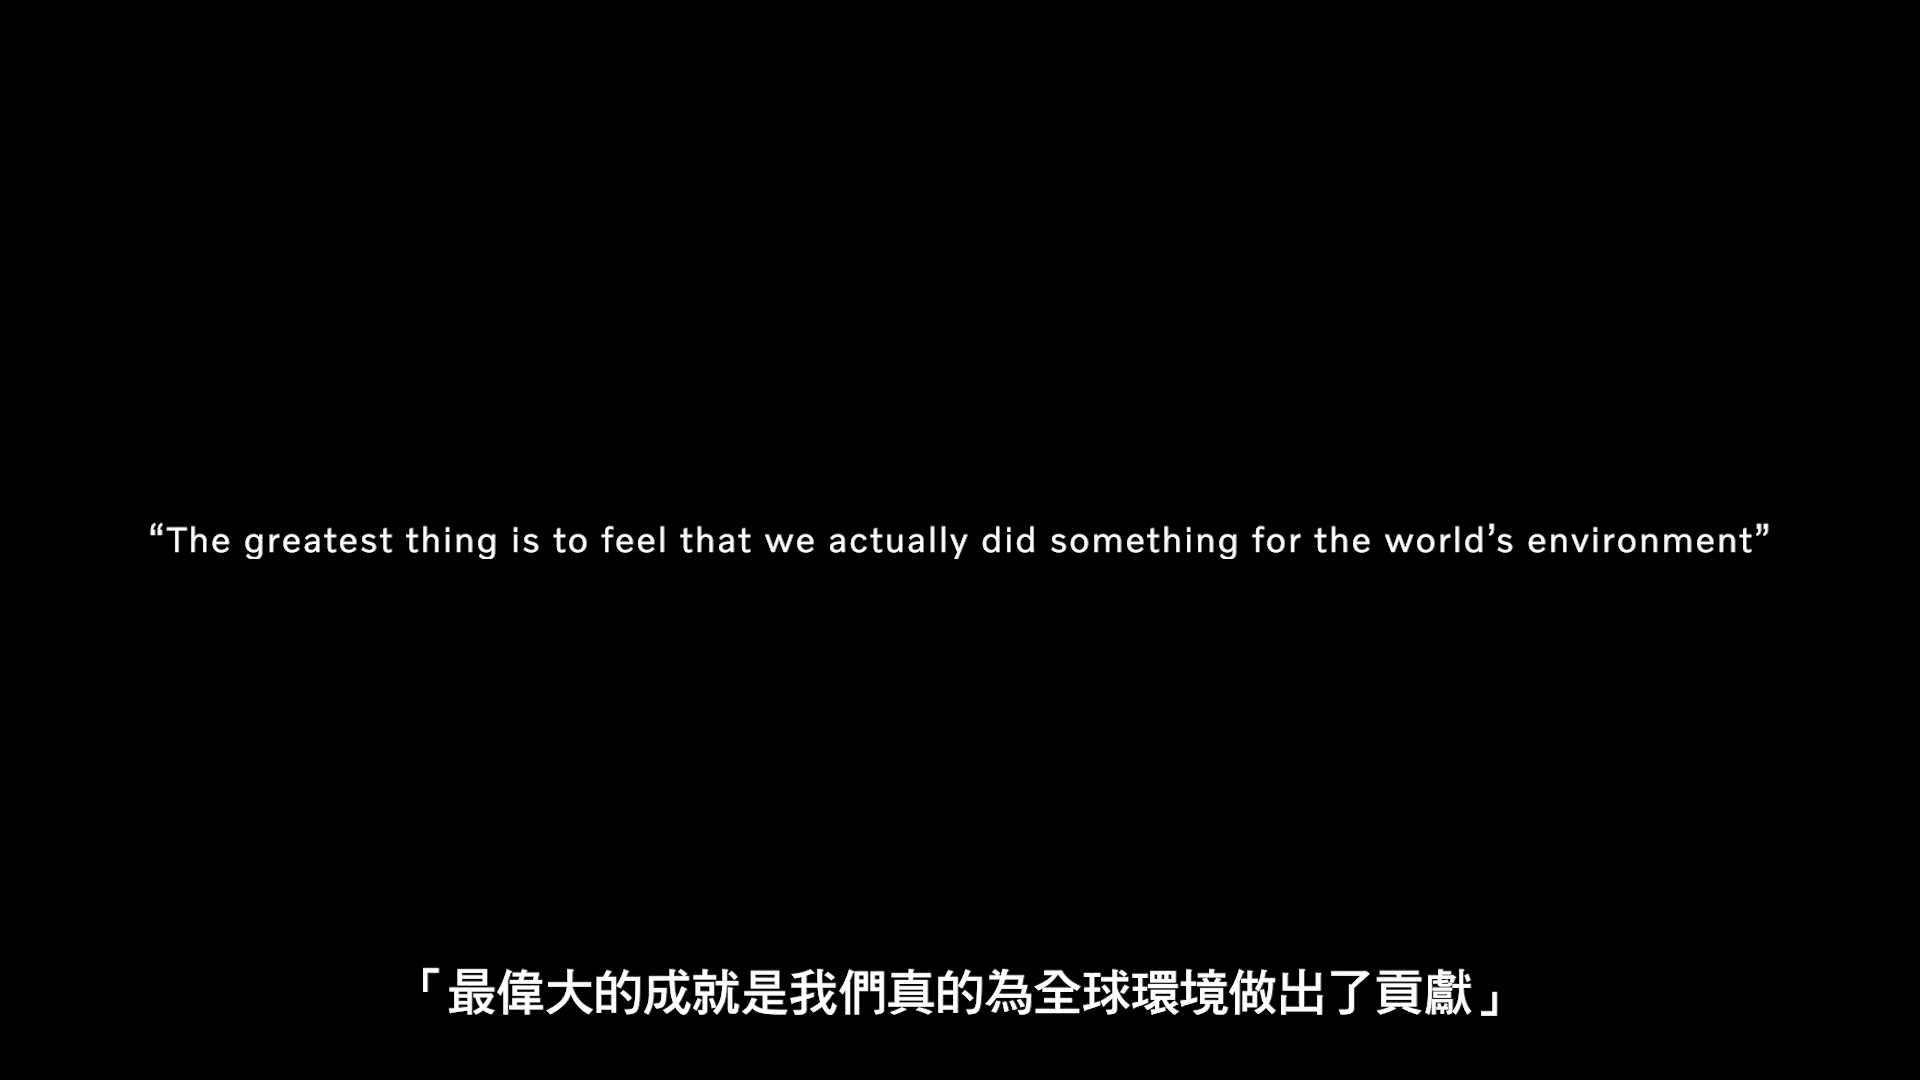 “The greatest thing is to feel that we actually did something for the world’s environment”
「最偉大的成就是我們真的為全球環境做出了貢獻」